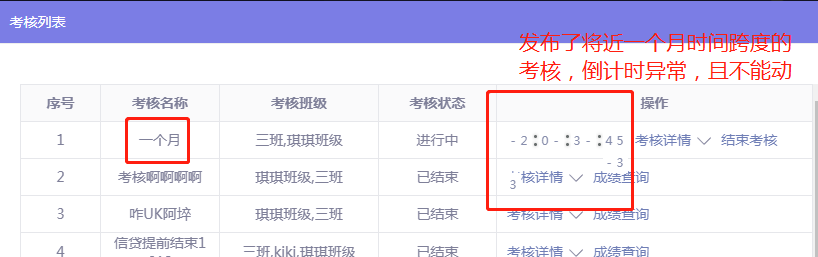 考核列表
发布了将近一个月时间跨度的
考核，倒计时异常，且不能动
序号 考核名称 考核班级 考核状态 操作
1 一个月 三班,琪琪班级 进行中 -2:0-:3-:45 考核详情 结束考核
-3
2 考核啊啊啊啊 琪琪班级,三班 已结束 3 核详情 成绩查询
3 咋UK阿埣 琪琪班级,三班 已结束 考核详情 成绩查询
4 信贷提前结束1 三班,kiki,琪琪班级 已结束 考核详情 成绩查询